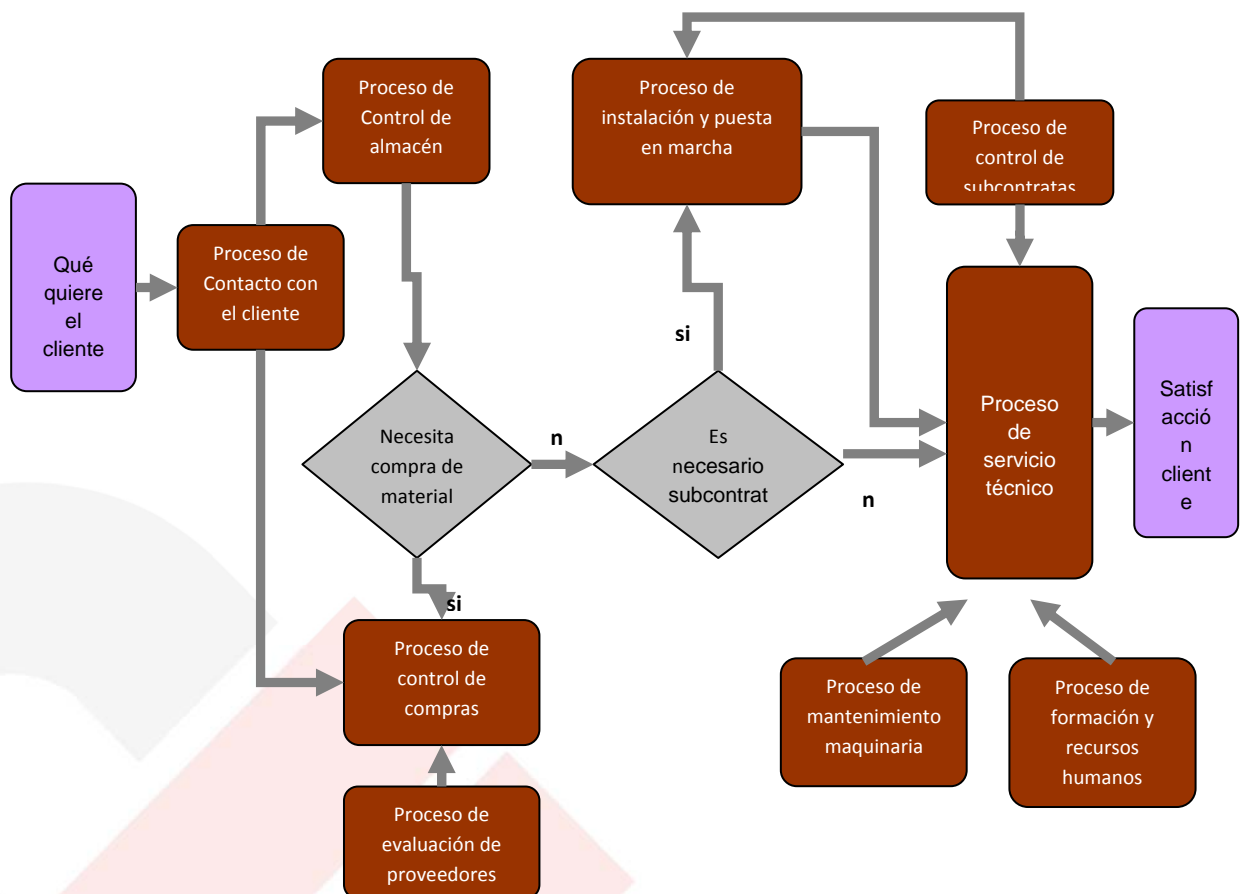 Proceso de
Control de
almacén
Proceso de
instalación y puesta
en marcha
Proceso de
control de
subcontratas
Qué
quiere
el
cliente
Proceso de
Contacto con
el cliente
si
Necesita
compra de
material
n
Es
necesario
subcontrat
n
Proceso
de
servicio
técnico
Satisf
acció
n
client
e
si
Proceso de
control de
compras
Proceso de
mantenimiento
maquinaria
Proceso de
formación y
recursos
humanos
Proceso de
evaluación de
proveedores